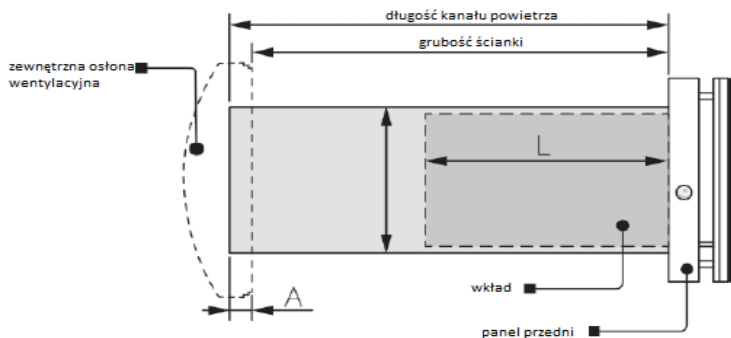 długość kanału powietrza
grubość ścianki
zewnętrzna osłona
wentylacyjna
L
A
wkład
panel przedni